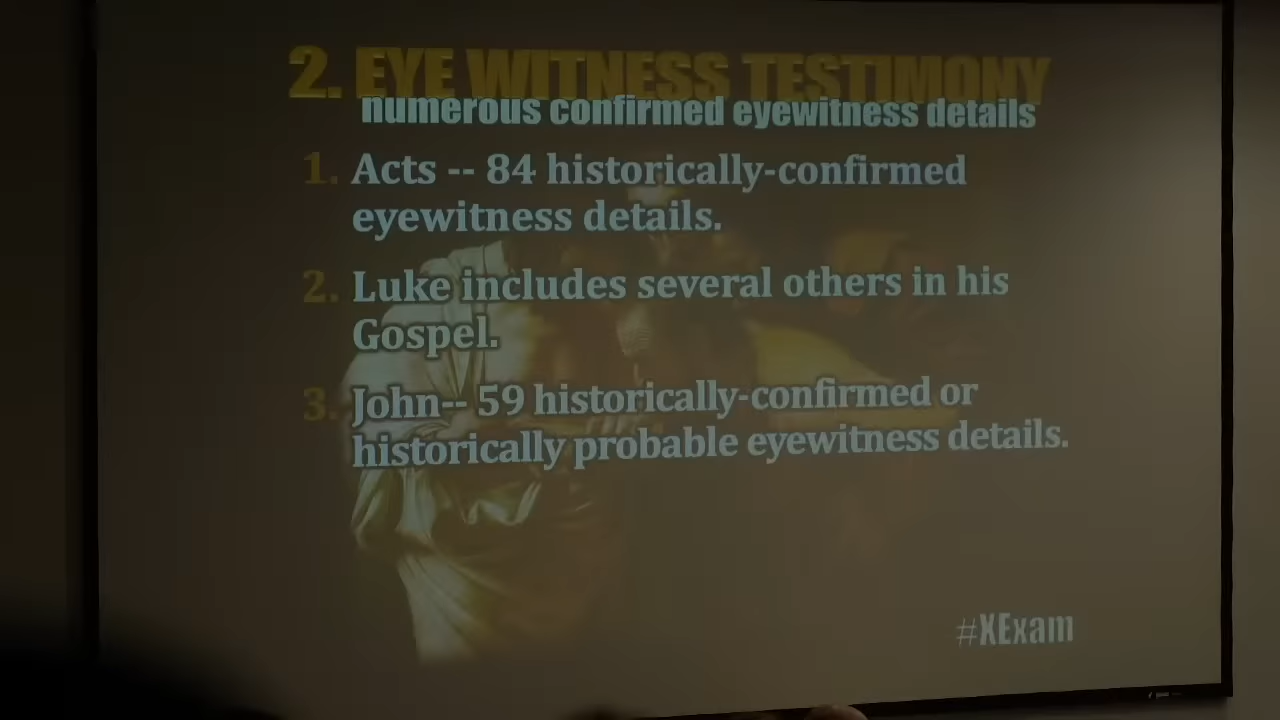 2. EYE WITNESS TESTIMONY
numerous confirmed eyewitness details
1. Acts -- 84 historically-confirmed
eyewitness details.
2. Luke includes several others in his
Gospel.
3. John-- 59 historically-confirmed or
historically probable eyewitness details.
#XExam